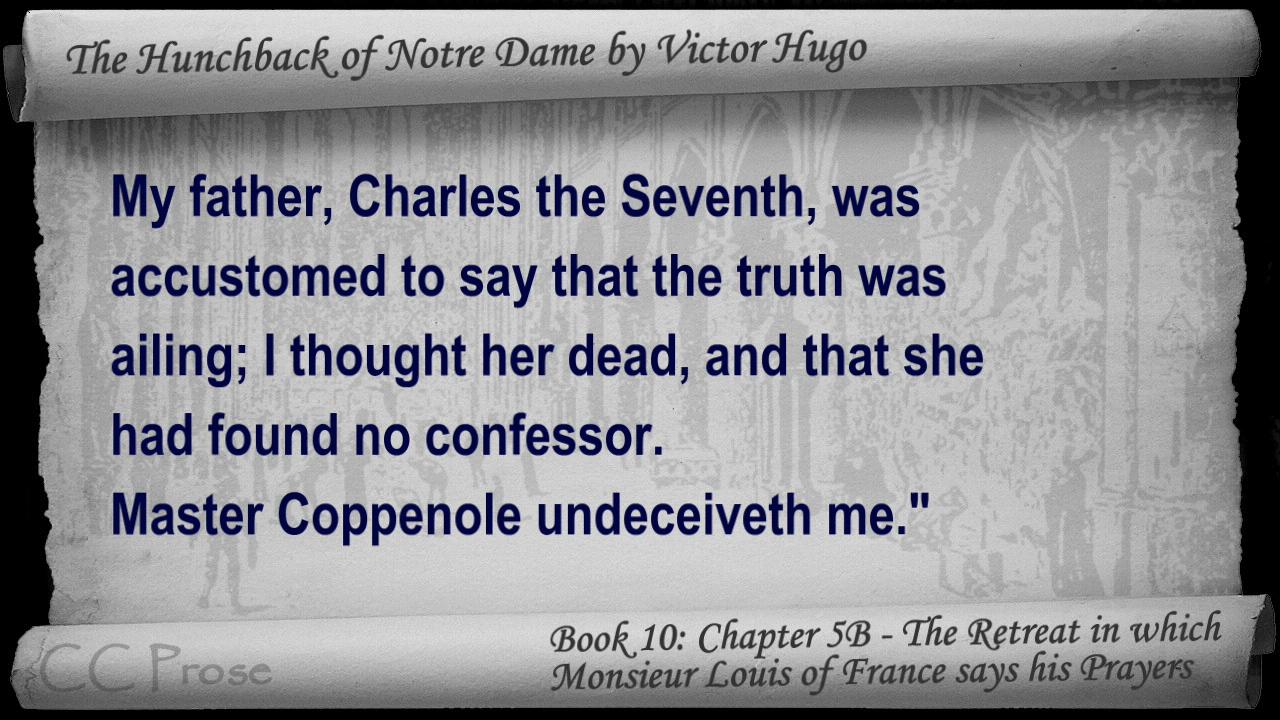 The Hunchback of Notre Dame by Victor Hugo
My father, Charles the Seventh, was
accustomed to say that the truth was
ailing; I thought her dead, and that she
had found no confessor.
Master Coppenole undeceiveth me."
Book 10: Chapter 5B - The Retreat in which
Monsieur Louis of France says his Prayers
CC Prose